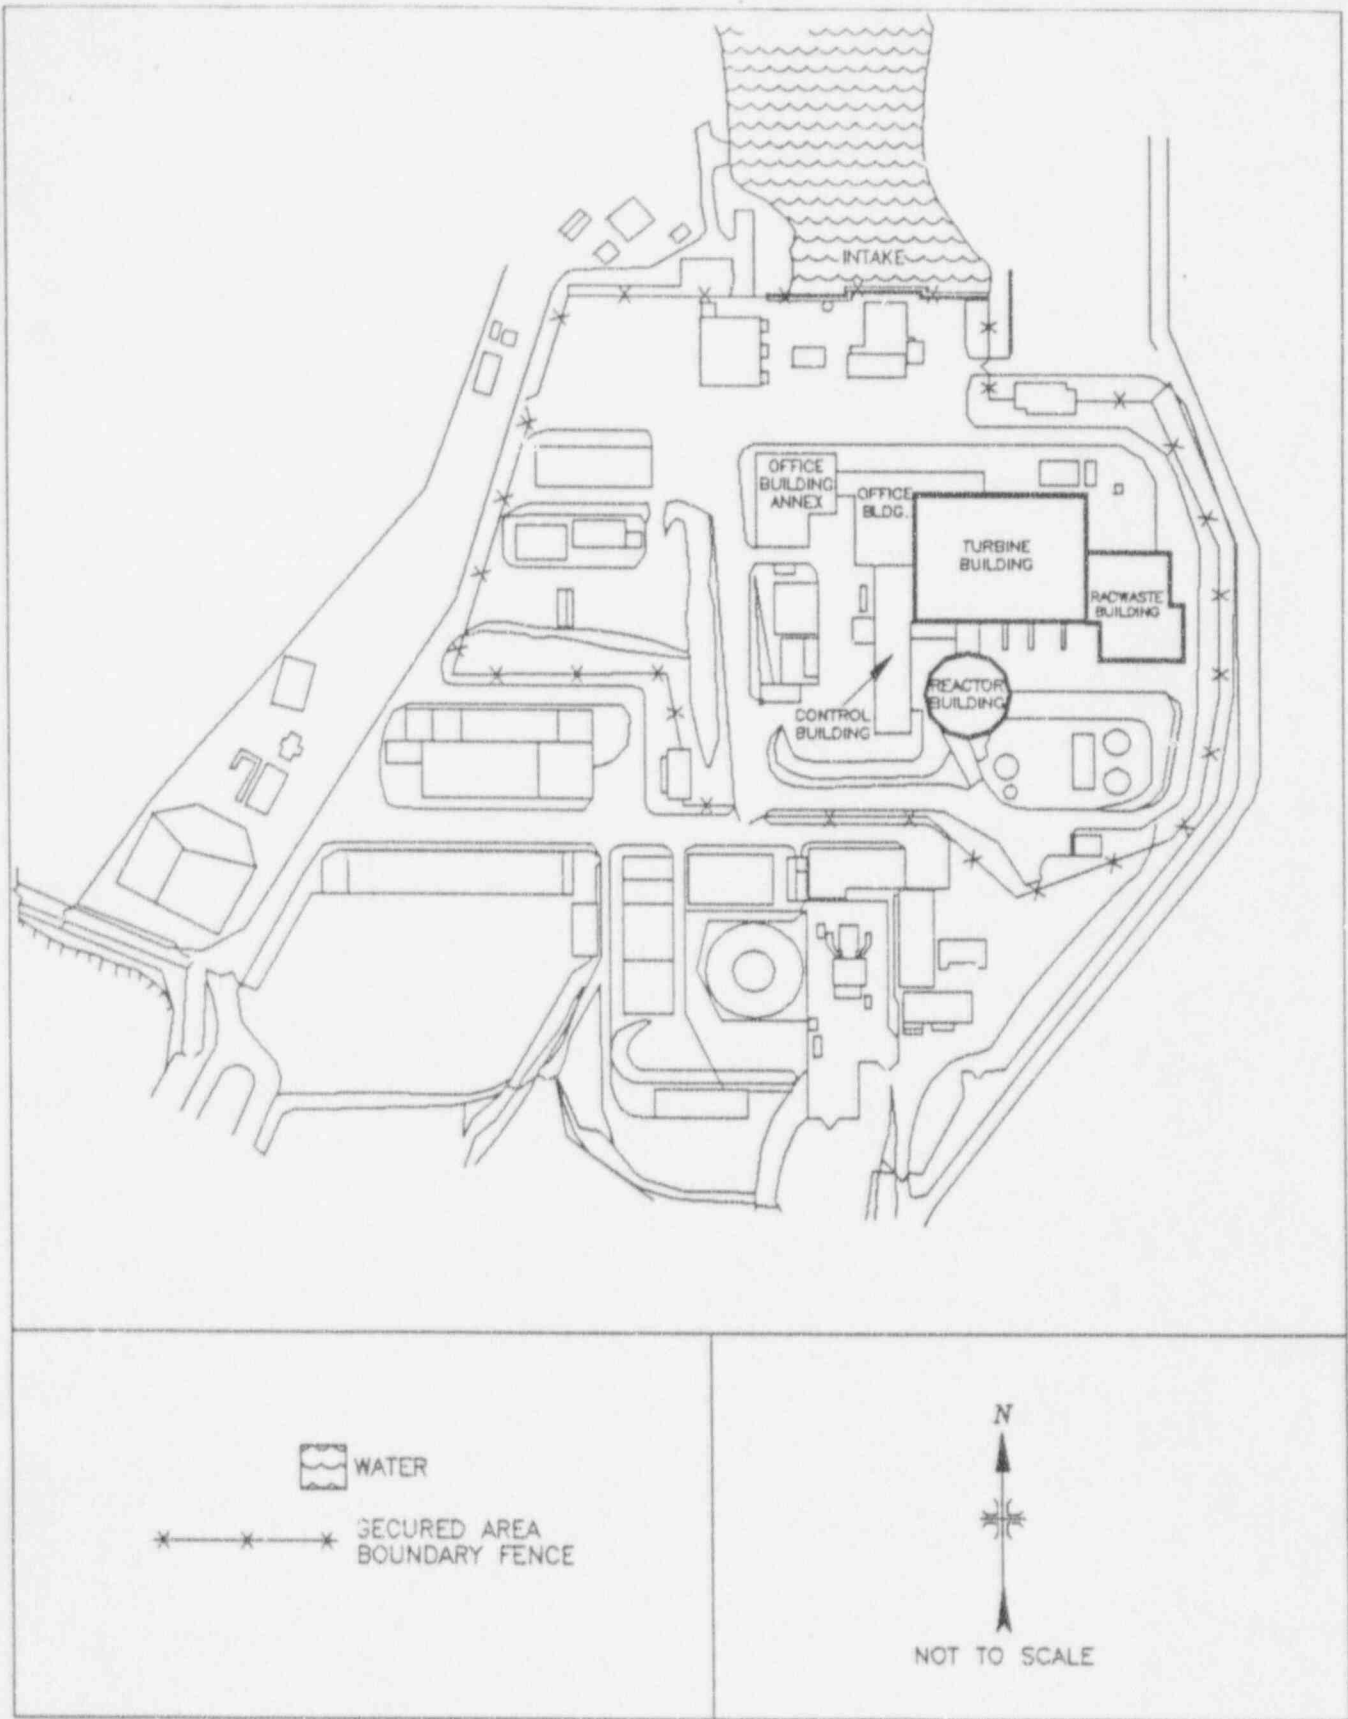 INTAKE
OFFICE
BUILDING
ANNEX
OFFICE
BLDG.
TURBINE
BUILDING
RADWASTE
BUILDING
REACTOR
BUILDING
CONTROL
BUILDING
WATER
SECURED AREA
BOUNDARY FENCE
N
NOT TO SCALE